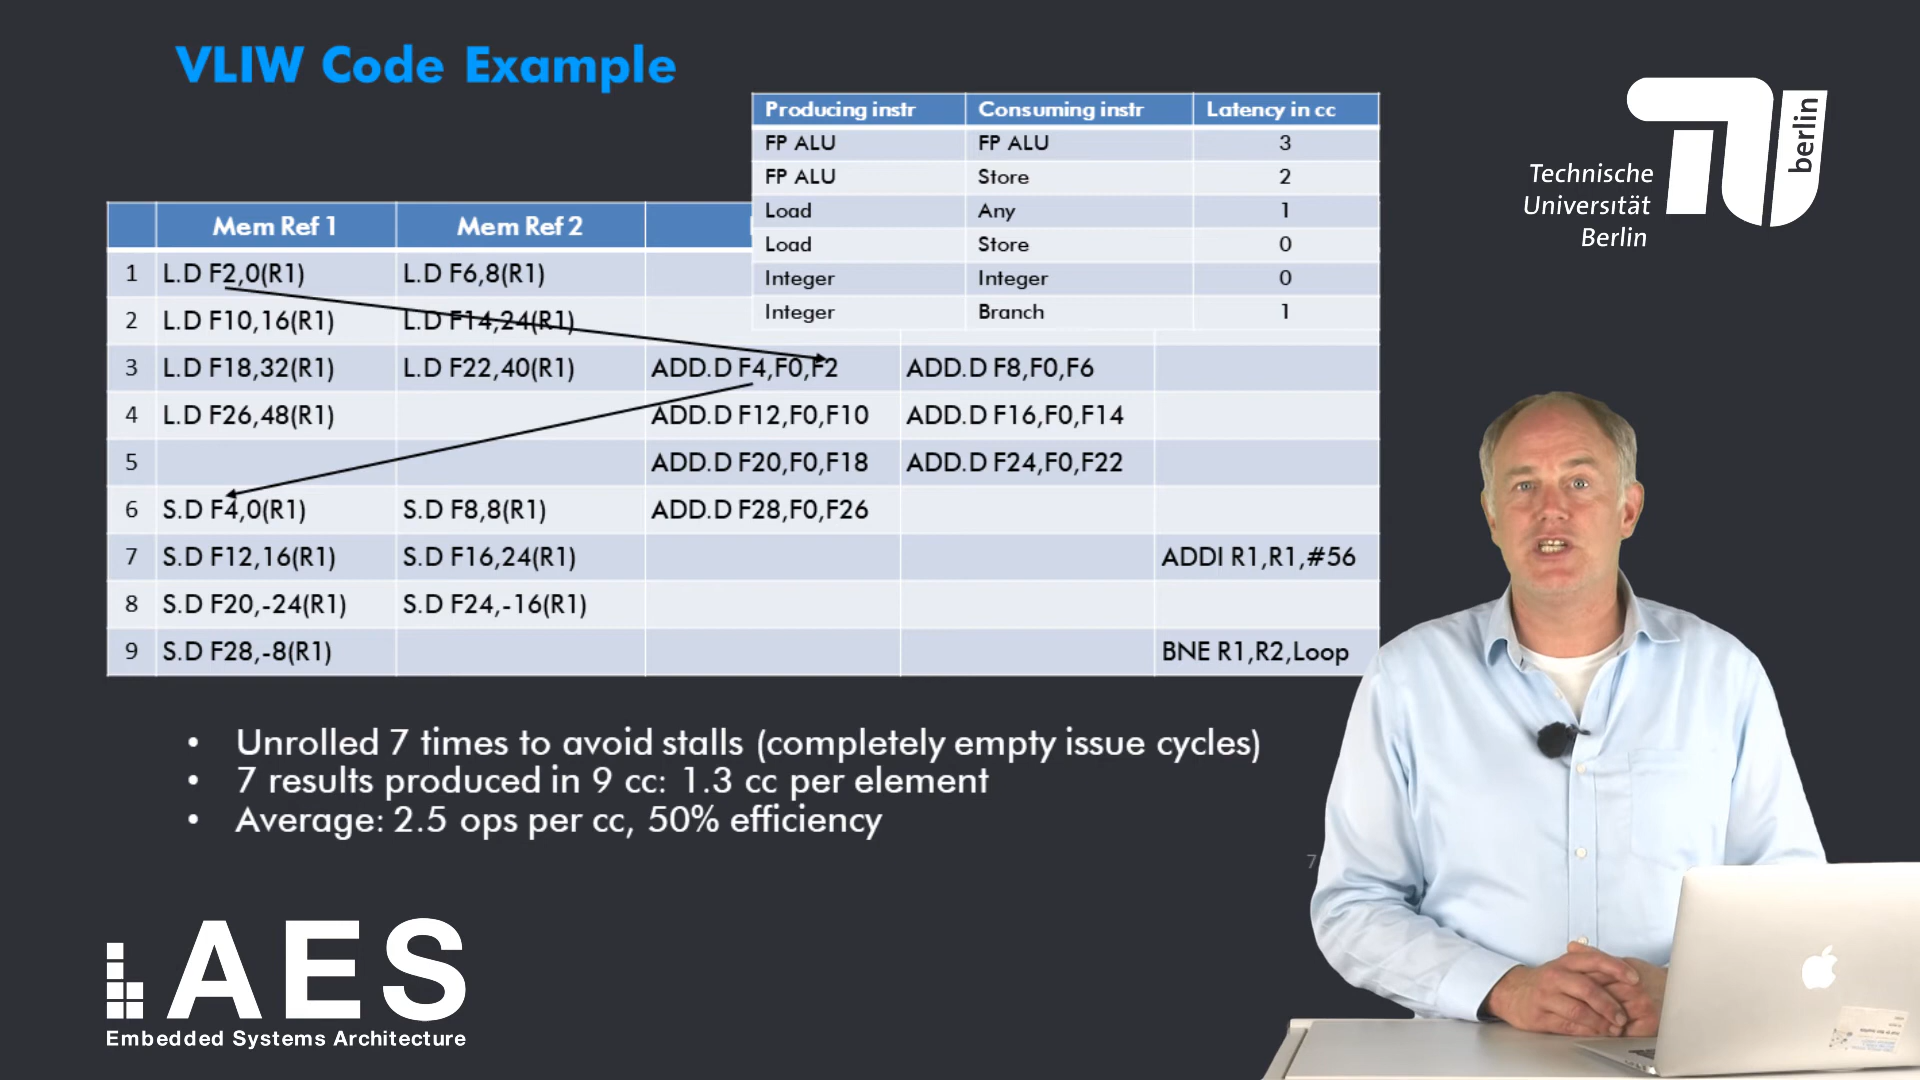 VLIW Code Example
Producing instr Consuming instr Latency in cc
FP ALU FP ALU 3
FP ALU Store 2
Load Any 1
Load Store 0
Integer Integer 0
Integer Branch 1
Mem Ref 1 Mem Ref 2
1 L.D F2,0(R1) L.D F6,8(R1)
2 L.D F10,16(R1) L.D F14,24(R1)
3 L.D F18,32(R1) L.D F22,40(R1) ADD.D F4,F0,F2 ADD.D F8,F0,F6
4 L.D F26,48(R1) ADD.D F12,F0,F10 ADD.D F16,F0,F14
5 ADD.D F20,F0,F18 ADD.D F24,F0,F22
6 S.D F4,0(R1) S.D F8,8(R1) ADD.D F28,F0,F26
7 S.D F12,16(R1) S.D F16,24(R1) ADDI R1,R1,#56
8 S.D F20,-24(R1) S.D F24,-16(R1)
9 S.D F28,-8(R1) BNE R1,R2,Loop
• Unrolled 7 times to avoid stalls (completely empty issue cycles)
• 7 results produced in 9 cc: 1.3 cc per element
• Average: 2.5 ops per cc, 50% efficiency
7
Technische
Universität
Berlin
berlin
AES
Embedded Systems Architecture